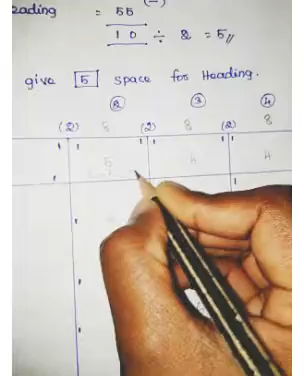 eading = 55 (-)
10 ÷ 2 = 5//
give 5 space for Heading.
2 3 4
(2) 8 (2) 8 (2) 8
5 4 4